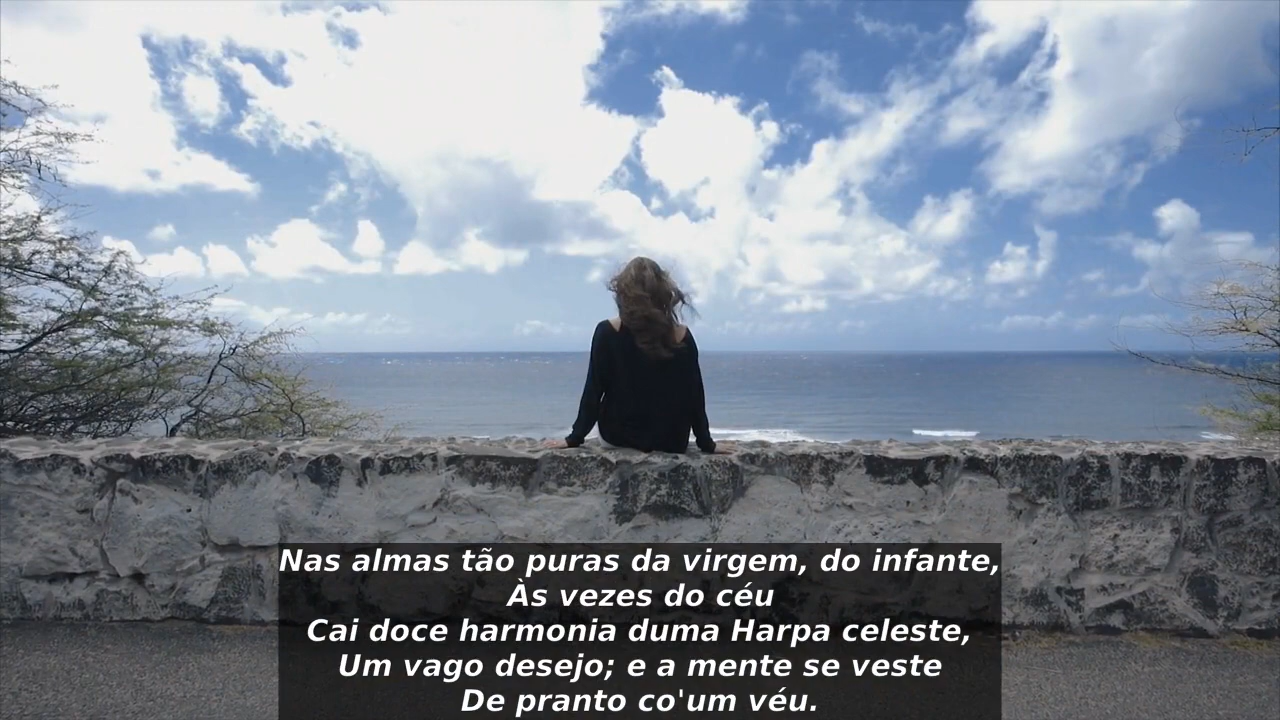 Nas almas tão puras da virgem, do infante,
Às vezes do céu
Cai doce harmonia duma Harpa celeste,
Um vago desejo; e a mente se veste
De pranto co'um véu.